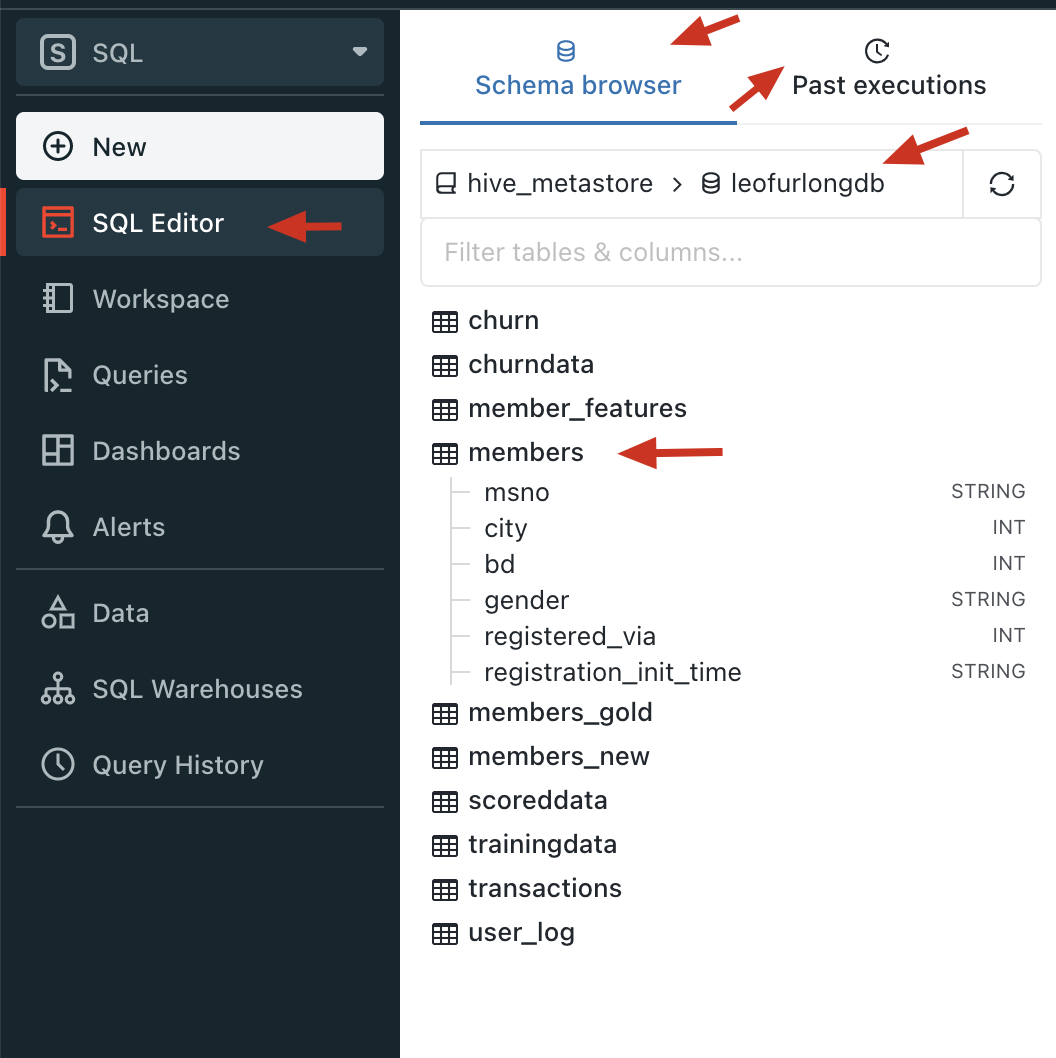 S SQL
New
SQL Editor
Workspace
Queries
Dashboards
Alerts
Data
SQL Warehouses
Query History
Schema browser
Past executions
hive_metastore > leofurlongdb
Filter tables & columns...
churn
churndata
member_features
members
msno STRING
city INT
bd INT
gender STRING
registered_via INT
registration_init_time STRING
members_gold
members_new
scoreddata
trainingdata
transactions
user_log